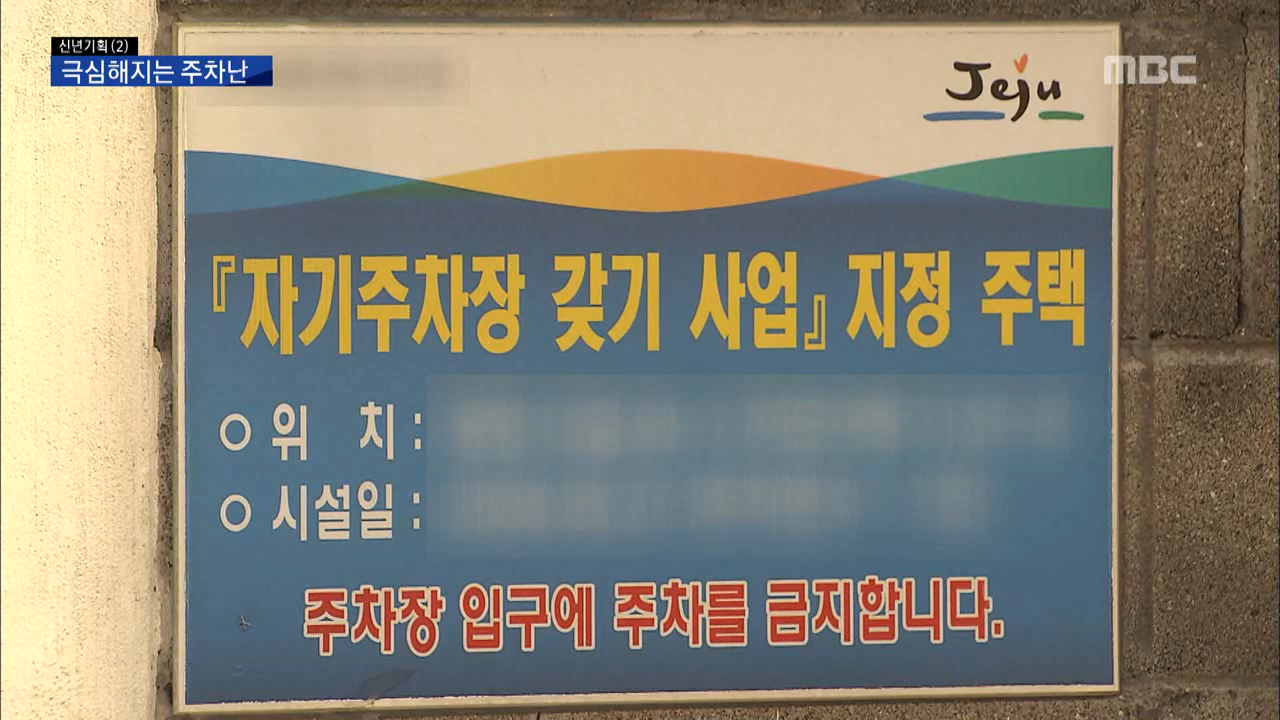 신년기획(2)
극심해지는 주차난
MBC
Jeju
『자기주차장 갖기 사업』 지정 주택
○ 위 치 :
○ 시설일 :
주차장 입구에 주차를 금지합니다.